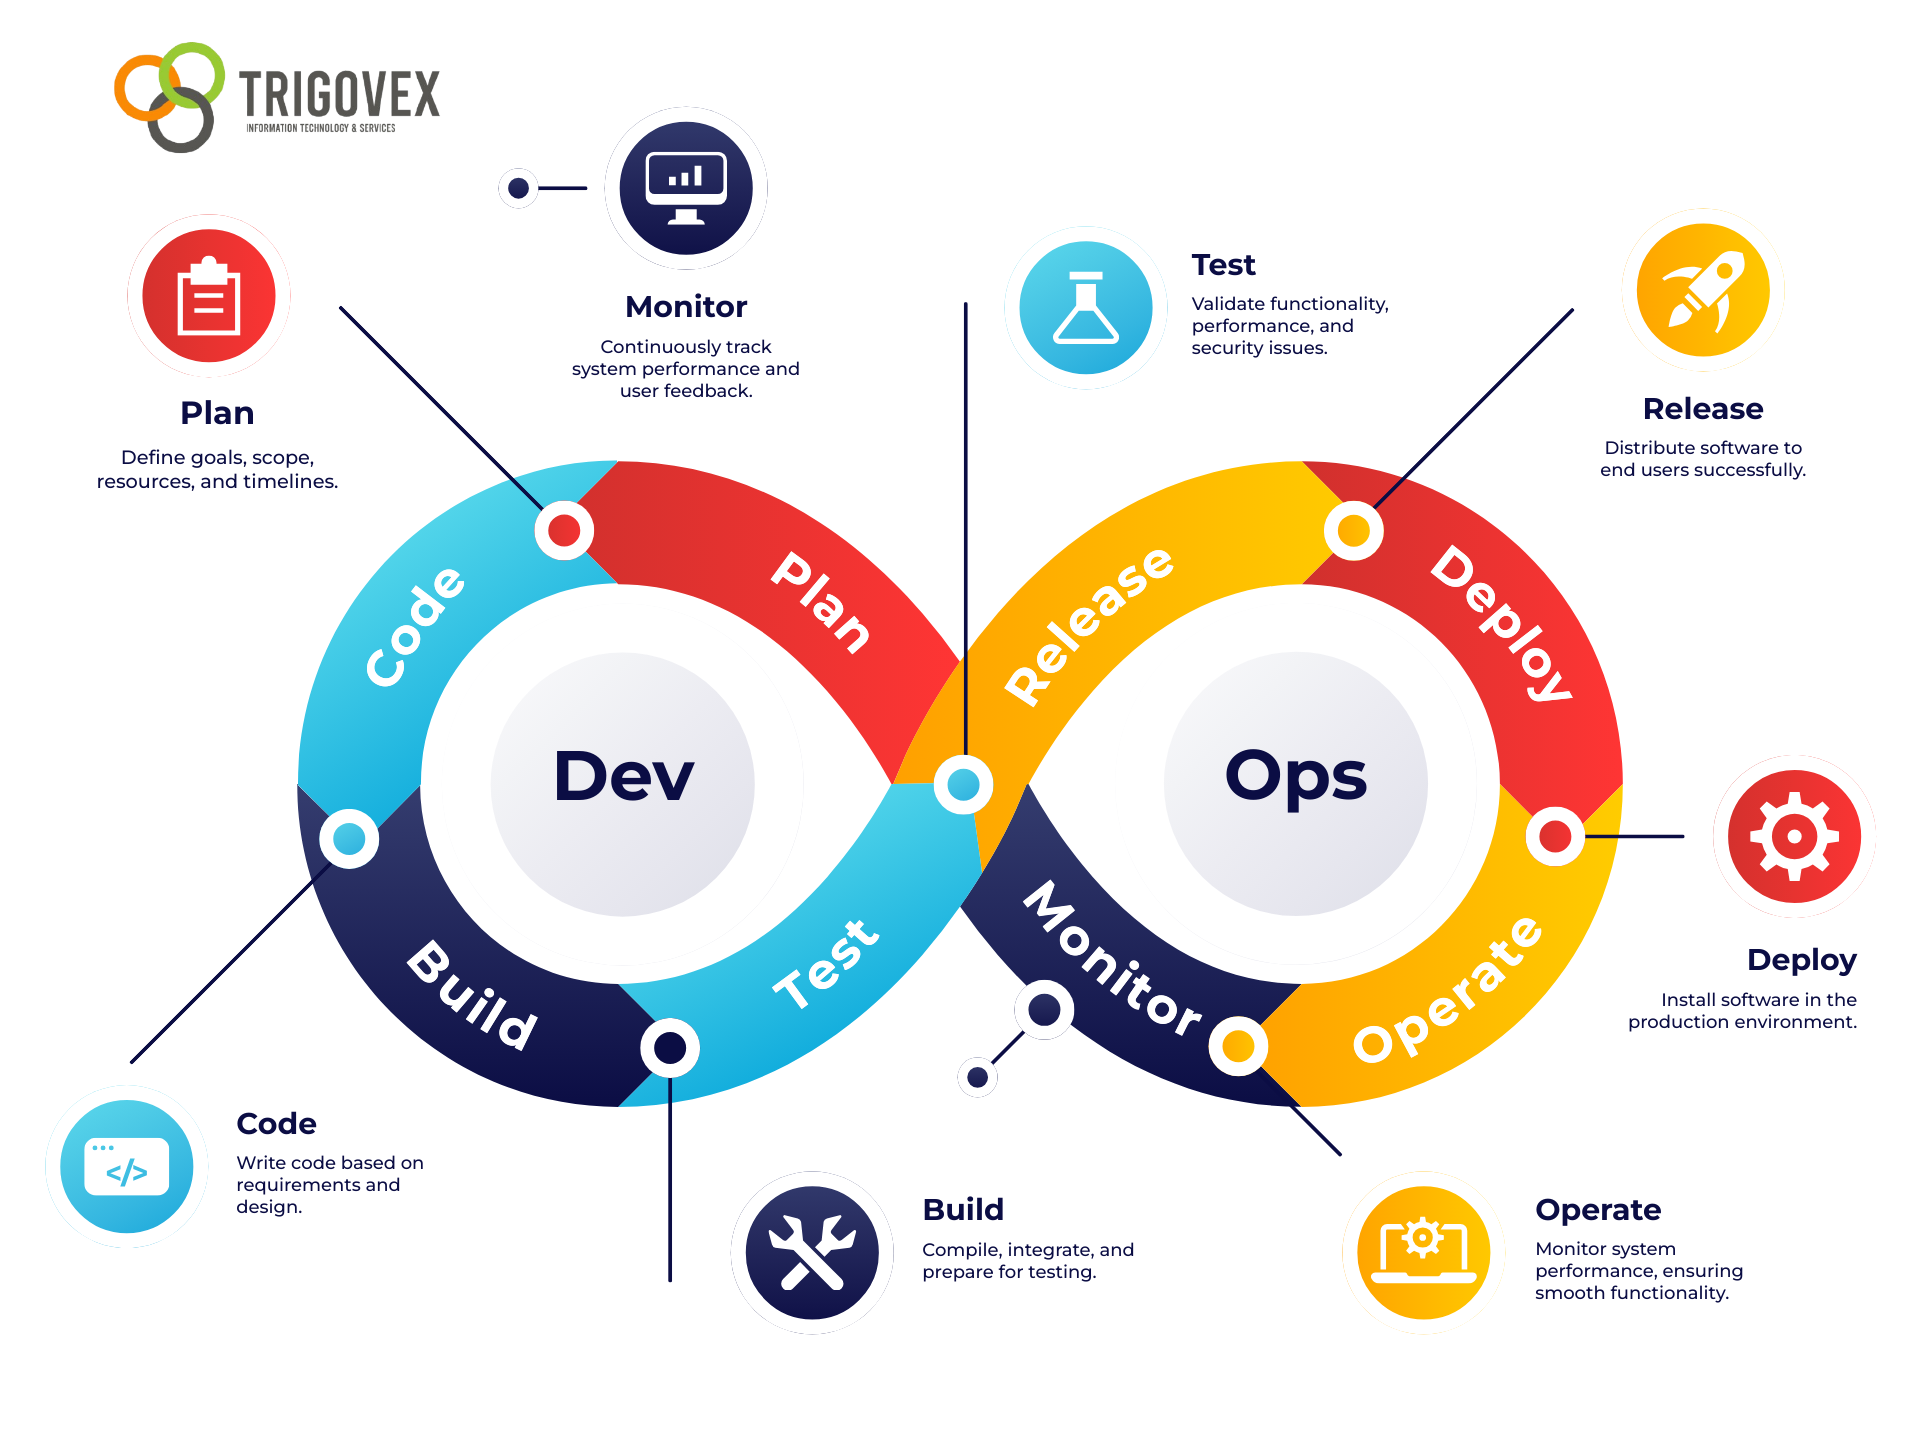 TRIGOVEX
INFORMATION TECHNOLOGY & SERVICES
Monitor
Continuously track
system performance and
user feedback.
Plan
Define goals, scope,
resources, and timelines.
Test
Validate functionality,
performance, and
security issues.
Release
Distribute software to
end users successfully.
Code
Plan
Release
Deploy
Dev
Ops
Build
Test
Monitor
Operate
Deploy
Install software in the
production environment.
</>
Code
Write code based on
requirements and
design.
Build
Compile, integrate, and
prepare for testing.
Operate
Monitor system
performance, ensuring
smooth functionality.